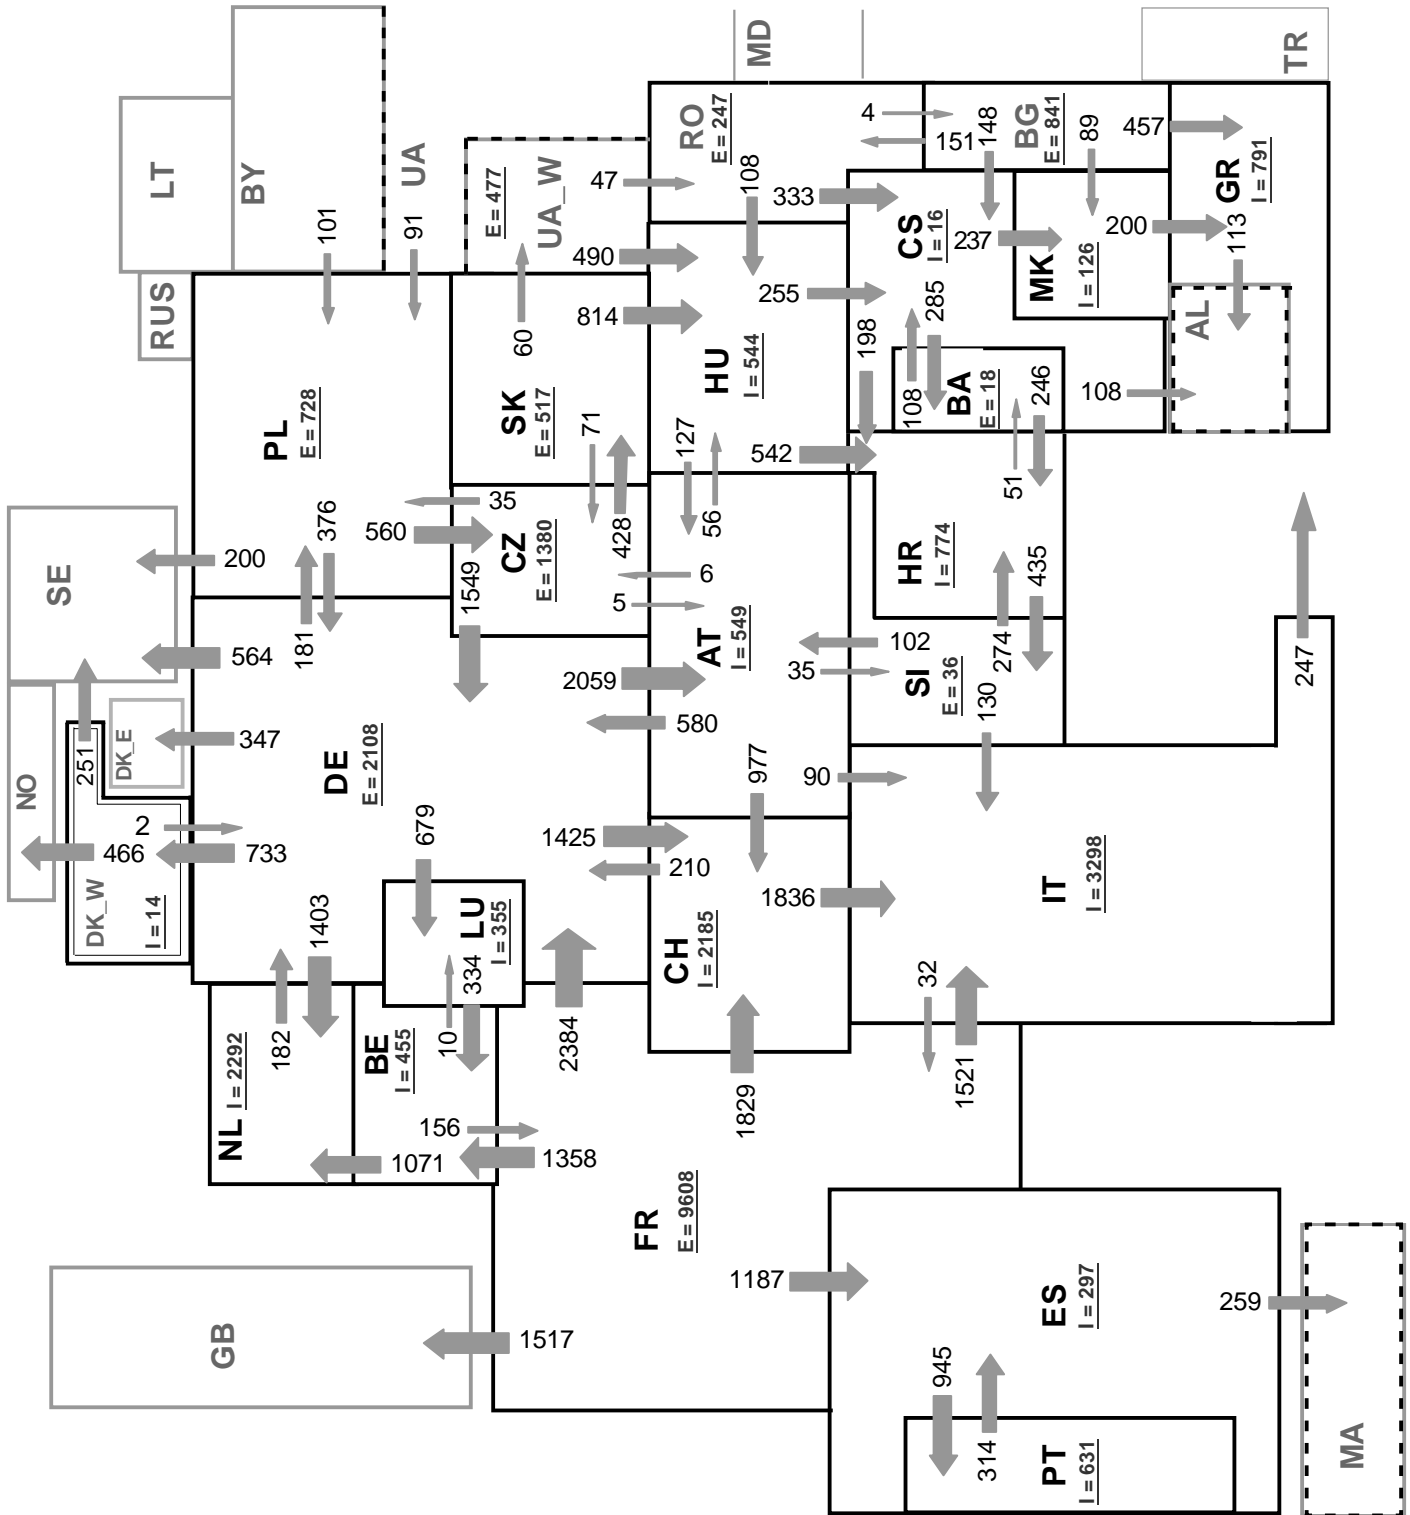 MD
TR
LT
BY
UA
RUS
UA_W
E = 477
RO
E = 247
BG
E = 841
GR
I = 791
4
151
148
89
457
101
91
47
108
333
CS
I = 16
237
MK
I = 126
200
113
490
814
60
255
285
198
108
AL
108
PL
E = 728
SK
E = 517
HU
I = 544
BA
E = 18
246
51
71
127
542
56
428
35
560
CZ
E = 1380
376
200
SE
181
564
1549
6
5
HR
I = 774
435
274
102
35
AT
I = 549
SI
E = 36
130
247
2059
580
977
90
NO
251
DK_E
347
DE
E = 2108
2
466
733
DK_W
I = 14
679
1425
210
1836
IT
I = 3298
1403
LU
I = 355
334
10
CH
I = 2185
32
1521
182
NL
I = 2292
BE
I = 455
2384
1829
156
1071
1358
FR
E = 9608
1187
ES
I = 297
259
GB
1517
945
314
PT
I = 631
MA